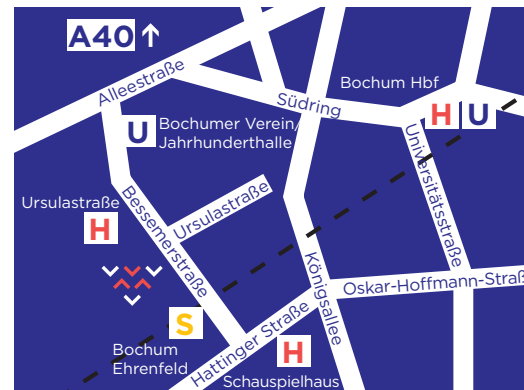 A40 ↑
Alleestraße
Südring
Bochum Hbf
H U
U Bochumer Verein/
Jahrhunderthalle
Universitätsstraße
Ursulastraße
H
Bessemerstraße
Ursulastraße
Königsallee
Oskar-Hoffmann-Straß
S
Bochum
Ehrenfeld
Hattinger Straße
H
Schauspielhaus